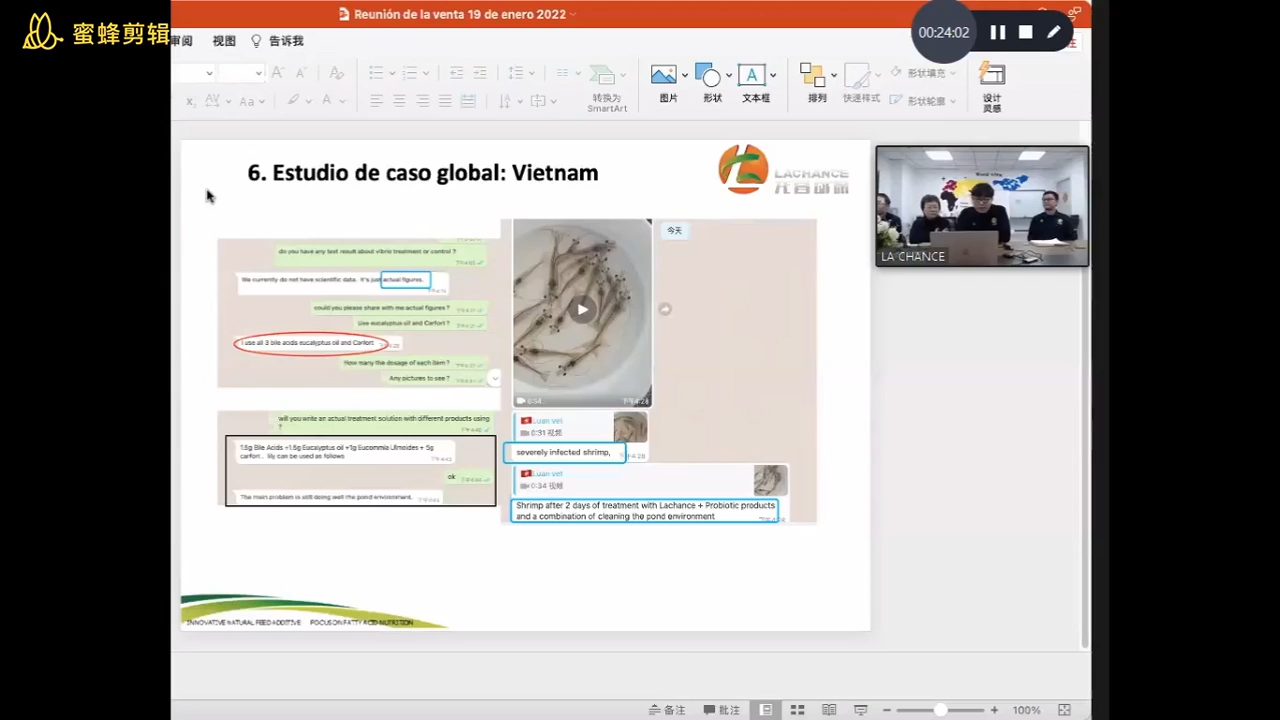 蜜蜂剪辑
Reunión de la venta 19 de enero 2022
00:24:02
审阅 视图 告诉我
转换为
SmartArt
图片
形状
文本框
排列
快速样式
形状填充
形状轮廓
设计
灵感
6. Estudio de caso global: Vietnam
LACHANCE
LA CHANCE
do you have any test result about vibrio treatment or control ?
We currently do not have scientific data. It's just actual figures,
could you please share with me actual figures ?
Use eucalyptus oil and Carfort ?
I use all 3 bile acids eucalyptus oil and Carfort
How many the dosage of each item ?
Any pictures to see ?
will you write an actual treatment solution with different products using
?
1.5g Bile Acids +1.5g Eucalyptus oil +1g Eucommia Ulmoides + 5g
carfort .. My can be used as follows
ok
The main problem is still doing well the pond environment.
今天
0:54
下午4:28
Luan vet
0:31 视频
severely infected shrimp,
Luan vet
0:34 视频
Shrimp after 2 days of treatment with Lachance + Probiotic products
and a combination of cleaning the pond environment
INNOVATIVE NATURAL FEED ADDITIVE FOCUS ON FATTY ACID NUTRITION
备注 批注 100%